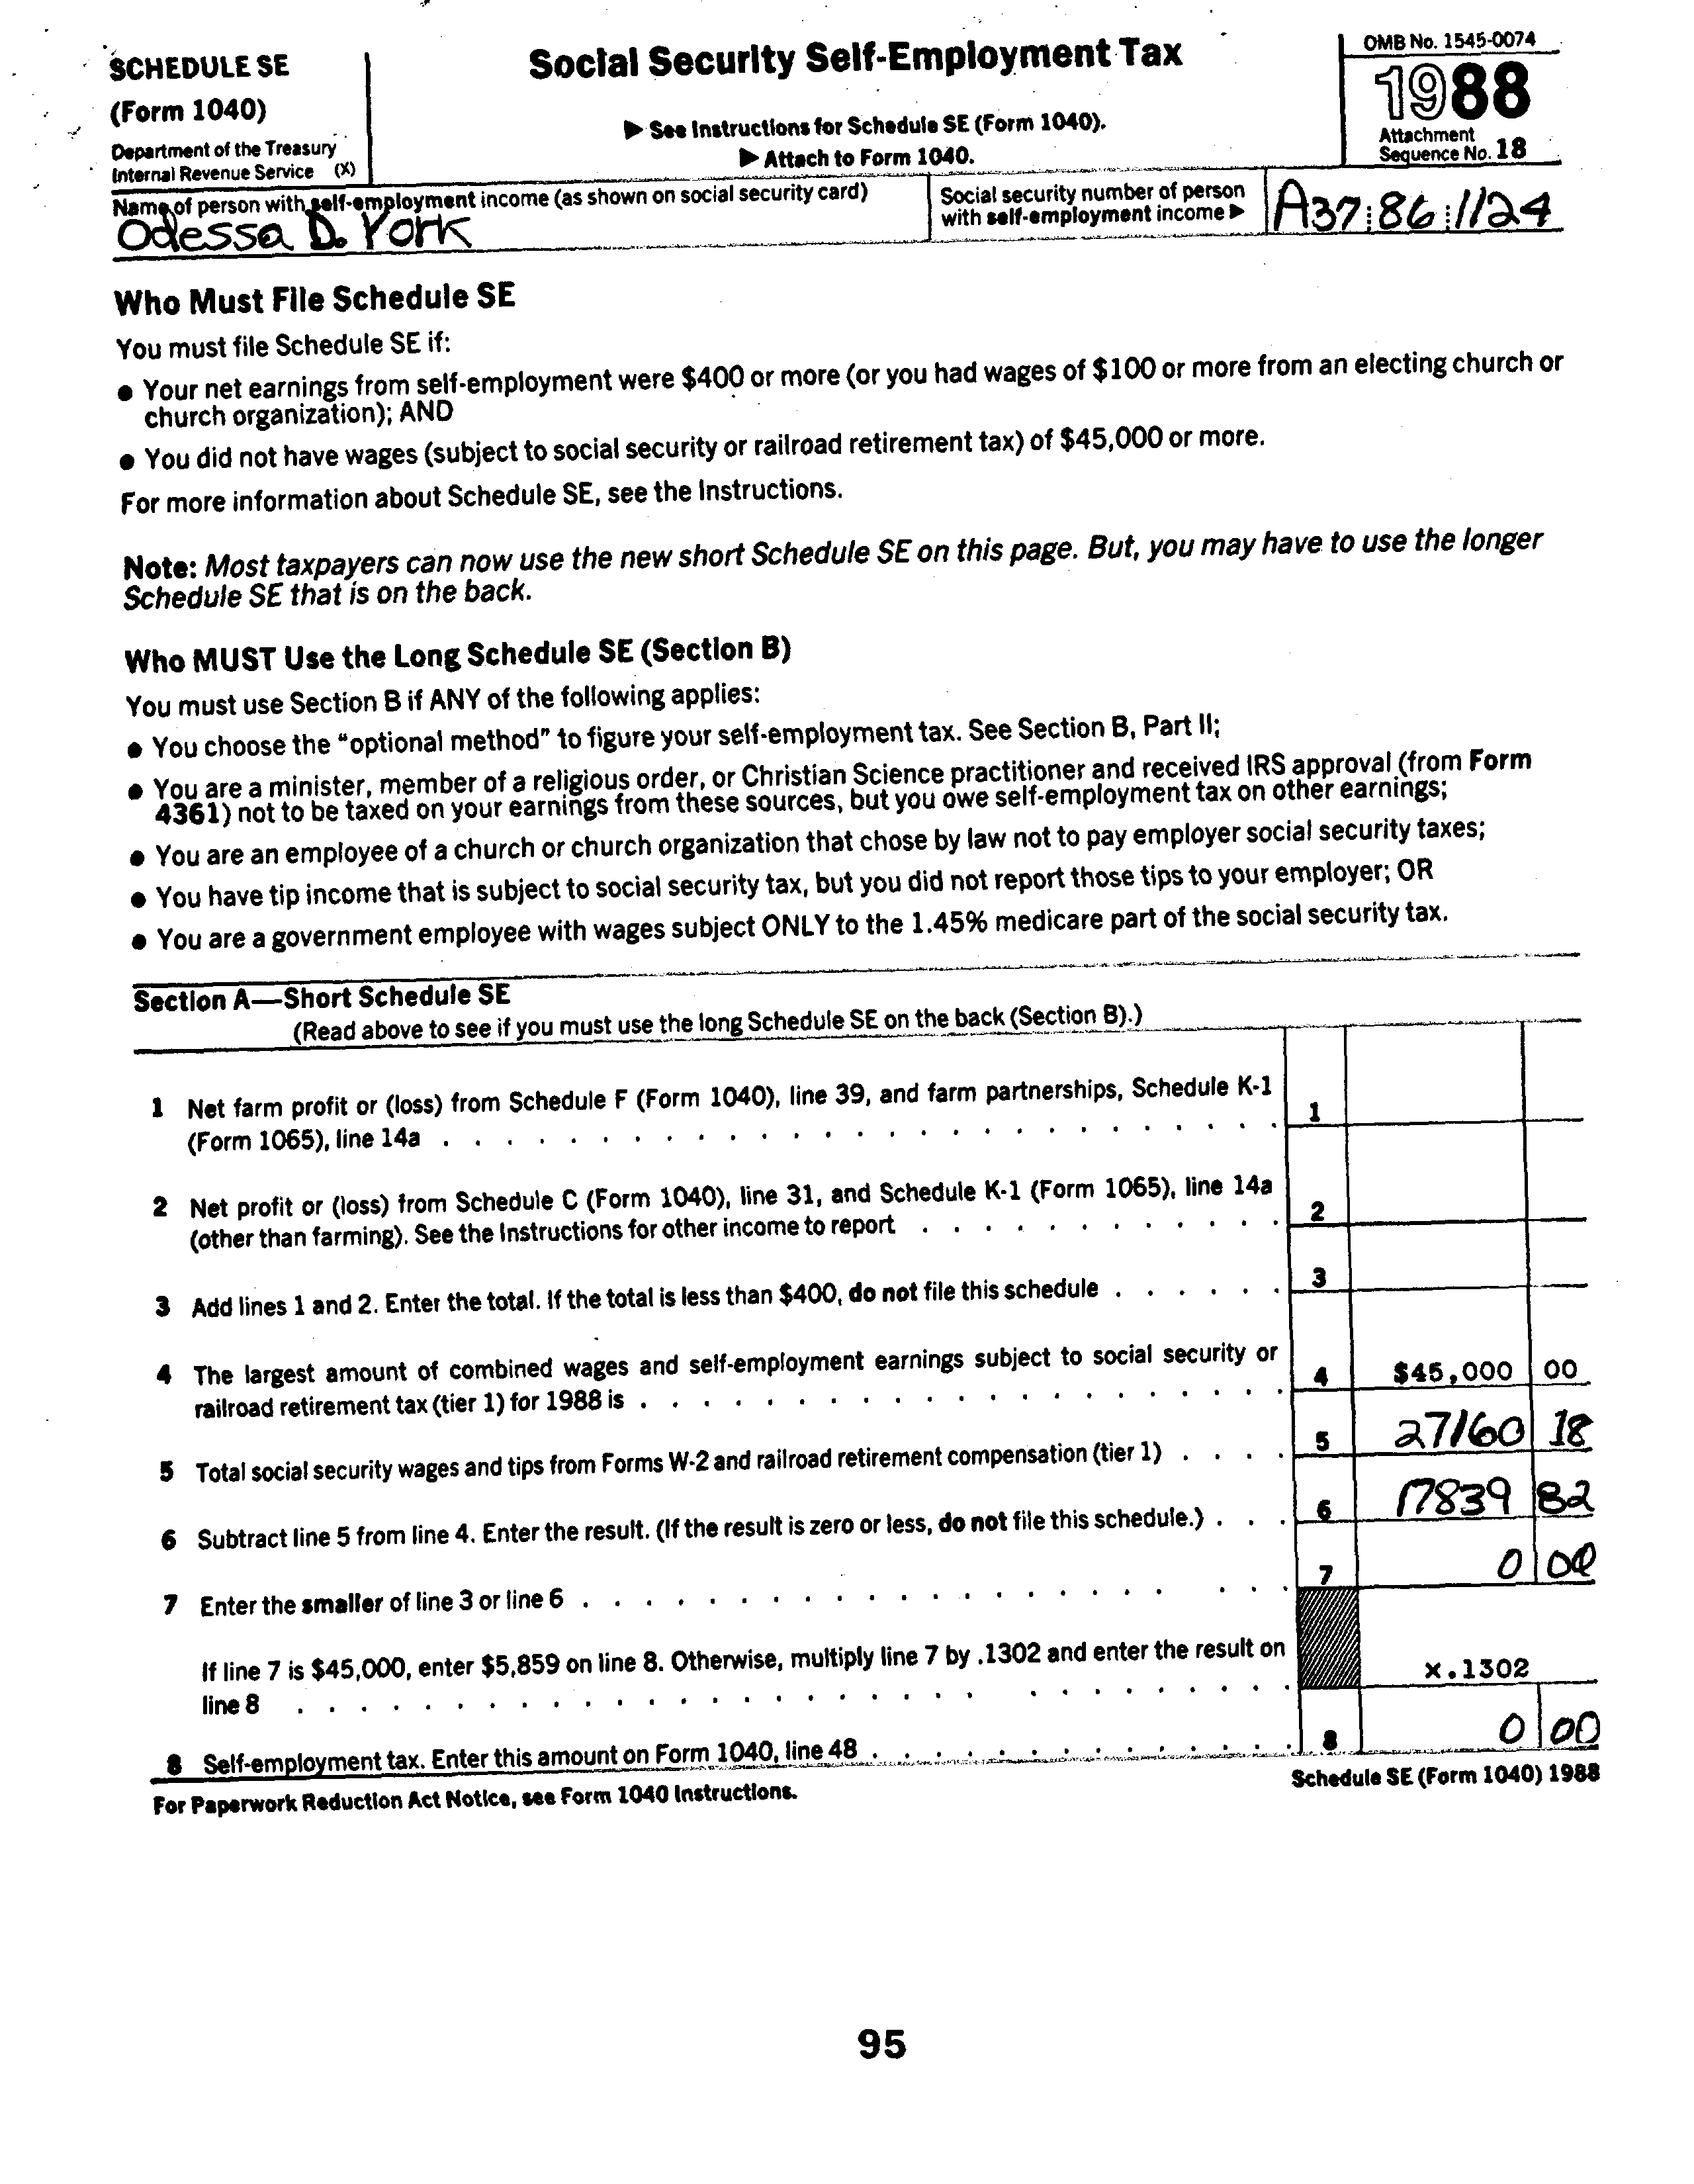 SCHEDULE SE
(Form 1040)
Department of the Treasury
Internal Revenue Service (X)
Social Security Self-Employment Tax
▶ See Instructions for Schedule SE (Form 1040).
▶ Attach to Form 1040.
OMB No. 1545-0074
1988
Attachment
Sequence No. 18
Name of person with self-employment income (as shown on social security card)
Odessa D. York
Social security number of person
with self-employment income ▶
A37:86:1124
Who Must File Schedule SE
You must file Schedule SE if:
● Your net earnings from self-employment were $400 or more (or you had wages of $100 or more from an electing church or
church organization); AND
● You did not have wages (subject to social security or railroad retirement tax) of $45,000 or more.
For more information about Schedule SE, see the Instructions.
Note: Most taxpayers can now use the new short Schedule SE on this page. But, you may have to use the longer
Schedule SE that is on the back.
Who MUST Use the Long Schedule SE (Section B)
You must use Section B if ANY of the following applies:
● You choose the “optional method” to figure your self-employment tax. See Section B, Part II;
● You are a minister, member of a religious order, or Christian Science practitioner and received IRS approval (from Form
4361) not to be taxed on your earnings from these sources, but you owe self-employment tax on other earnings;
● You are an employee of a church or church organization that chose by law not to pay employer social security taxes;
● You have tip income that is subject to social security tax, but you did not report those tips to your employer; OR
● You are a government employee with wages subject ONLY to the 1.45% medicare part of the social security tax.
Section A—Short Schedule SE
(Read above to see if you must use the long Schedule SE on the back (Section B).)
1 Net farm profit or (loss) from Schedule F (Form 1040), line 39, and farm partnerships, Schedule K-1
(Form 1065), line 14a . . . . . . . . . . . . . . . . . . . . . . . . . . . 1
2 Net profit or (loss) from Schedule C (Form 1040), line 31, and Schedule K-1 (Form 1065), line 14a
(other than farming). See the Instructions for other income to report . . . . . . . . . . . . 2
3 Add lines 1 and 2. Enter the total. If the total is less than $400, do not file this schedule . . . . . . 3
4 The largest amount of combined wages and self-employment earnings subject to social security or
railroad retirement tax (tier 1) for 1988 is . . . . . . . . . . . . . . . . . . . . . 4 $45,000 00
5 Total social security wages and tips from Forms W-2 and railroad retirement compensation (tier 1) . . . . 5 27160 18
6 Subtract line 5 from line 4. Enter the result. (If the result is zero or less, do not file this schedule.) . . . 6 17839 82
7 Enter the smaller of line 3 or line 6 . . . . . . . . . . . . . . . . . . . . . . 7 0 00
If line 7 is $45,000, enter $5,859 on line 8. Otherwise, multiply line 7 by .1302 and enter the result on
line 8 . . . . . . . . . . . . . . . . . . . . . . . . . . . . . . . x.1302
8 Self-employment tax. Enter this amount on Form 1040, line 48 . . . . . . . . . . . . . . 8 0 00
For Paperwork Reduction Act Notice, see Form 1040 Instructions.
Schedule SE (Form 1040) 1988
95